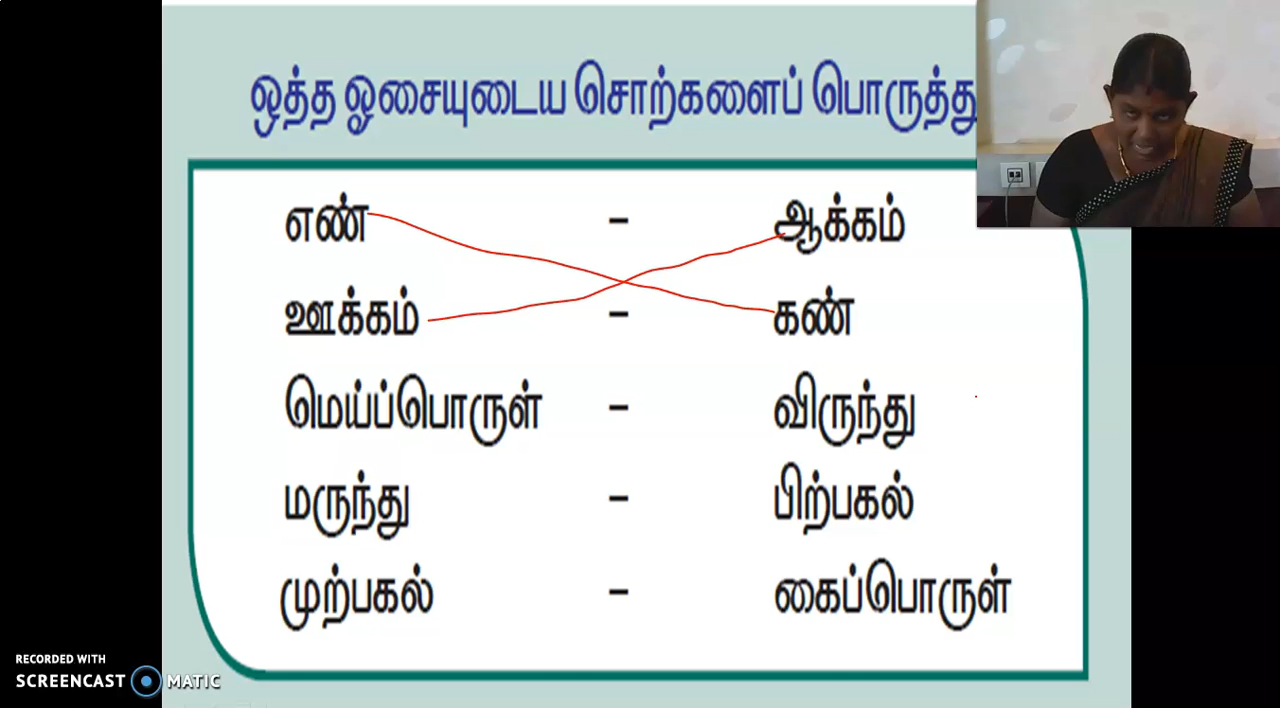 ஒத்த ஓசையுடைய சொற்களைப் பொருத்து
எண் - ஆக்கம்
ஊக்கம் - கண்
மெய்ப்பொருள் - விருந்து
மருந்து - பிற்பகல்
முற்பகல் - கைப்பொருள்
RECORDED WITH
SCREENCAST MATIC